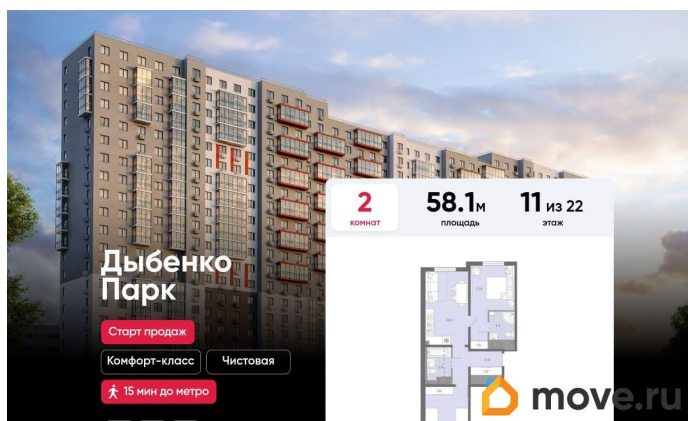 2
комнат
58.1м
площадь
11 из 22
этаж
Дыбенко
Парк
Старт продаж
Комфорт-класс
Чистовая
15 мин до метро
move.ru